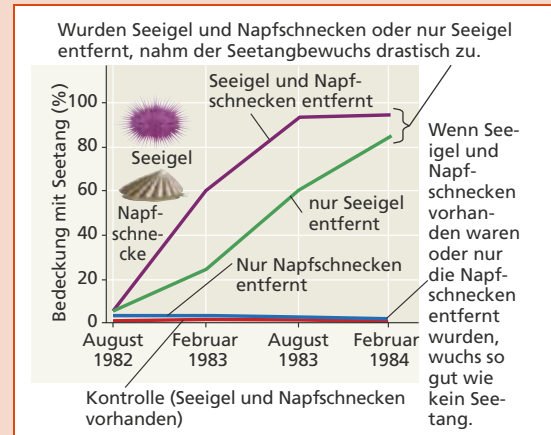 Wurden Seeigel und Napfschnecken oder nur Seeigel
entfernt, nahm der Seetangbewuchs drastisch zu.
Bedeckung mit Seetang (%)
100
80
60
40
20
0
Seeigel und Napf-
schnecken entfernt
Seeigel
Napf-
schne-
cke
nur Seeigel
entfernt
Nur Napfschnecken
entfernt
August
1982
Februar
1983
August
1983
Februar
1984
Kontrolle (Seeigel und Napfschnecken
vorhanden)
Wenn See-
igel und
Napf-
schnecken
vorhan-
den waren
oder nur
die Napf-
schnecken
entfernt
wurden,
wuchs so
gut wie
kein See-
tang.